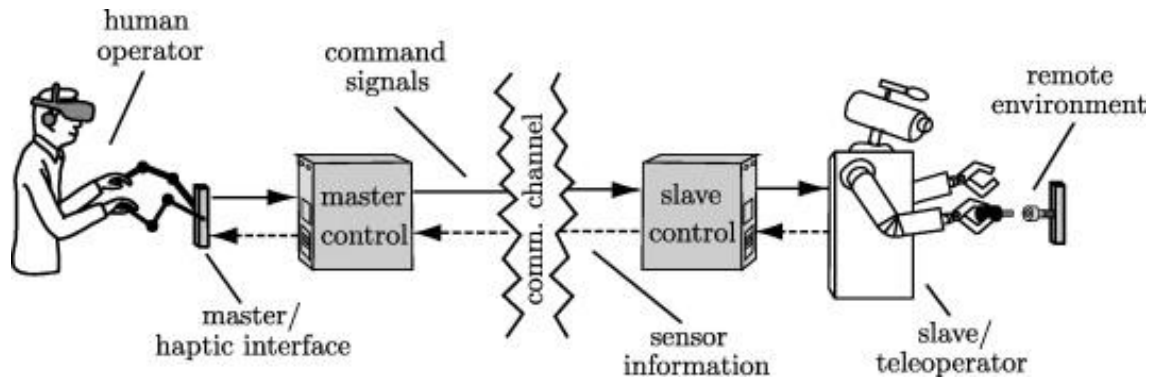 human
operator
command
signals
remote
environment
master
control
comm. channel
slave
control
master/
haptic interface
sensor
information
slave/
teleoperator